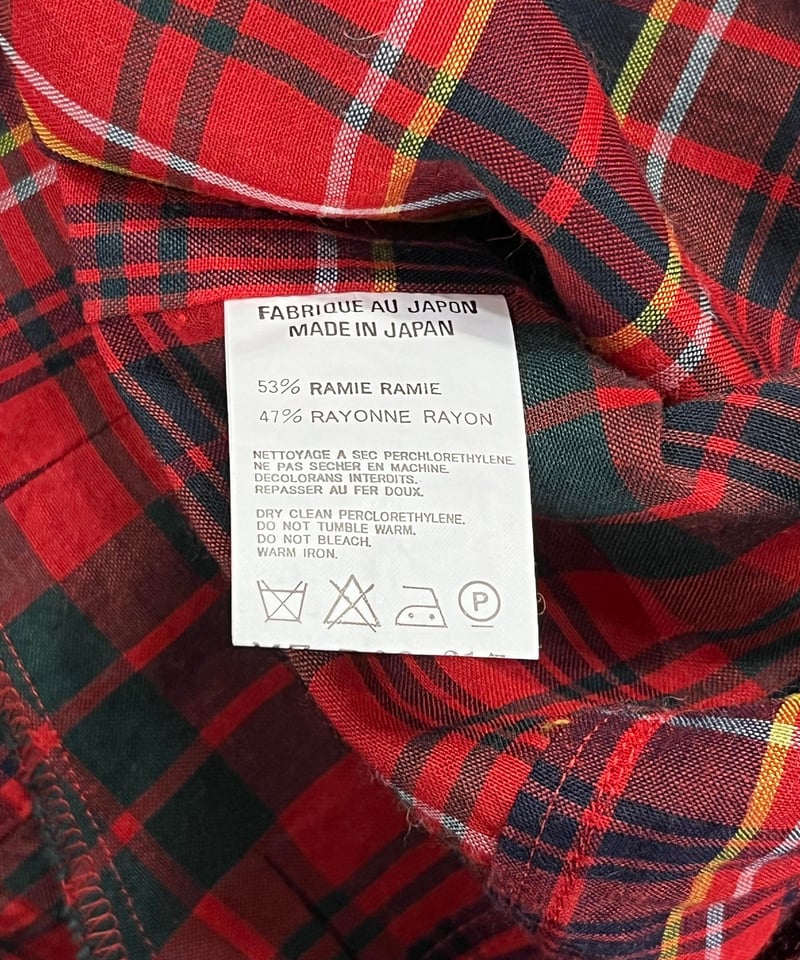 FABRIQUE AU JAPON
MADE IN JAPAN
53% RAMIE RAMIE
47% RAYONNE RAYON
NETTOYAGE A SEC PERCHLORETHYLENE.
NE PAS SECHER EN MACHINE.
DECOLORANS INTERDITS.
REPASSER AU FER DOUX.
DRY CLEAN PERCLORETHYLENE.
DO NOT TUMBLE WARM.
DO NOT BLEACH.
WARM IRON.
P